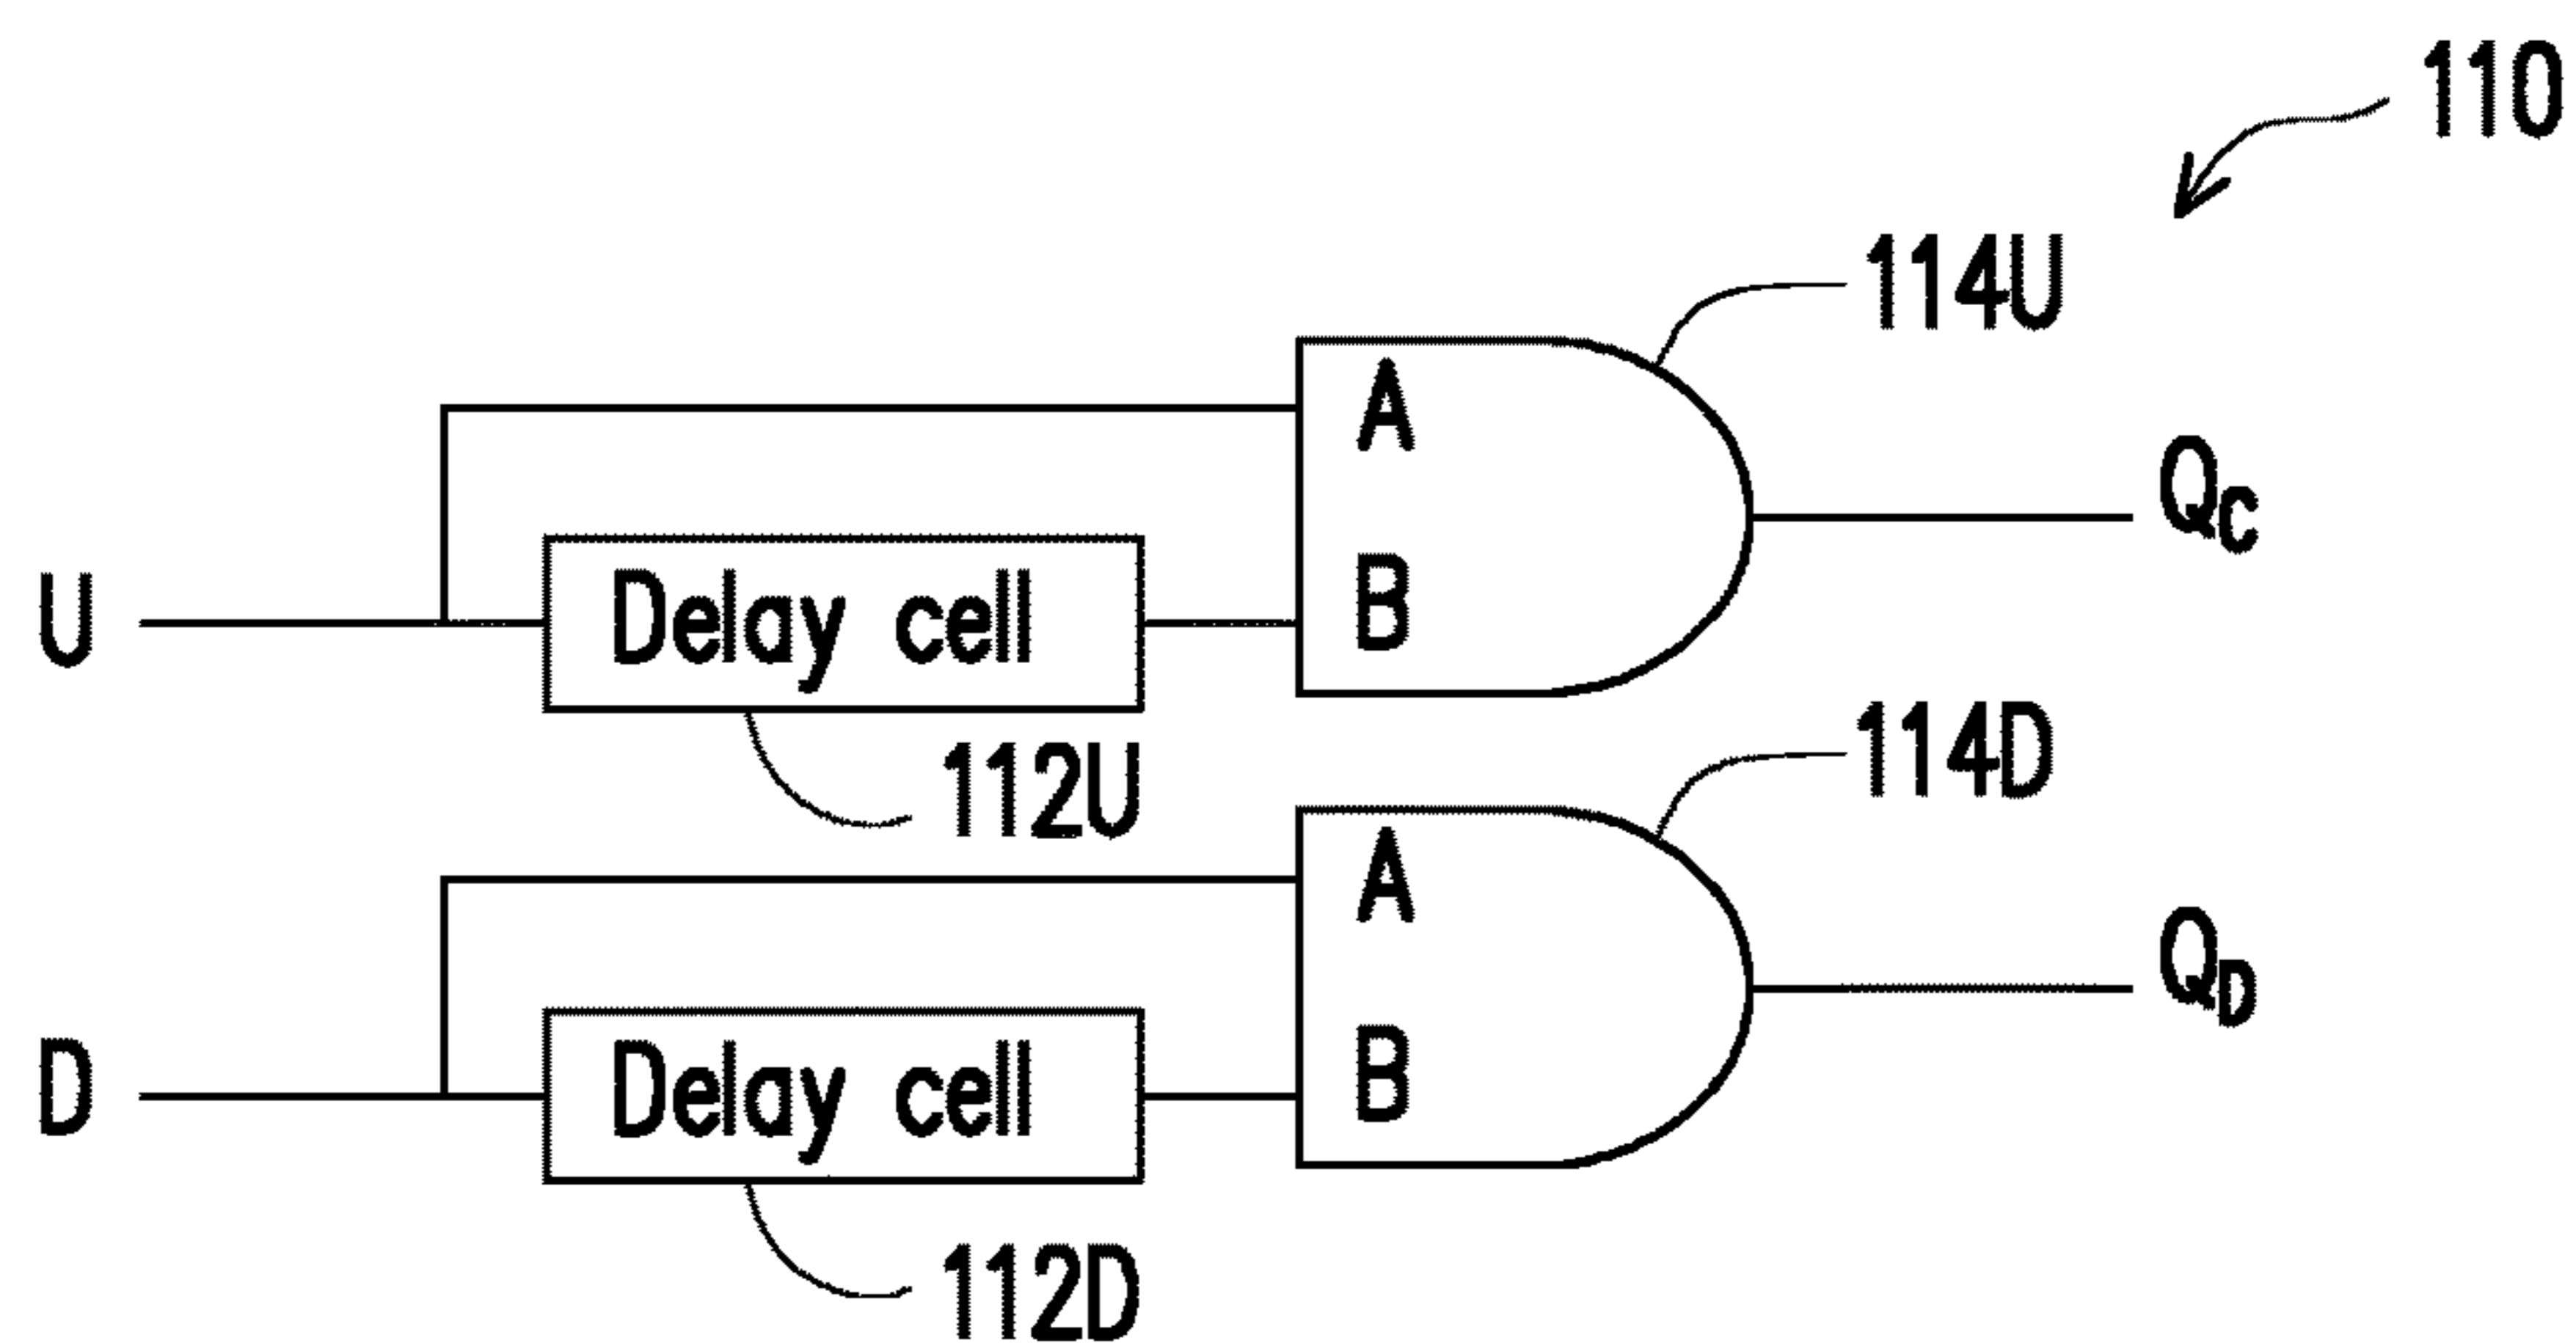 110
114U
A
Q_C
B
U
Delay cell
112U
114D
A
Q_D
B
D
Delay cell
112D